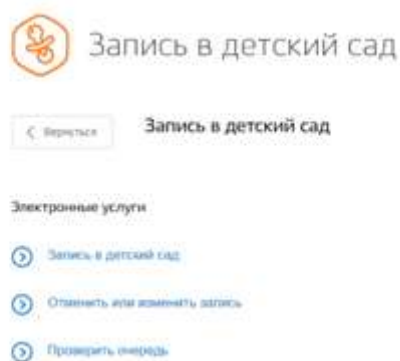 Запись в детский сад
Вернуться
Запись в детский сад
Электронные услуги
Запись в детский сад
Отменить или изменить запись
Проверить очередь